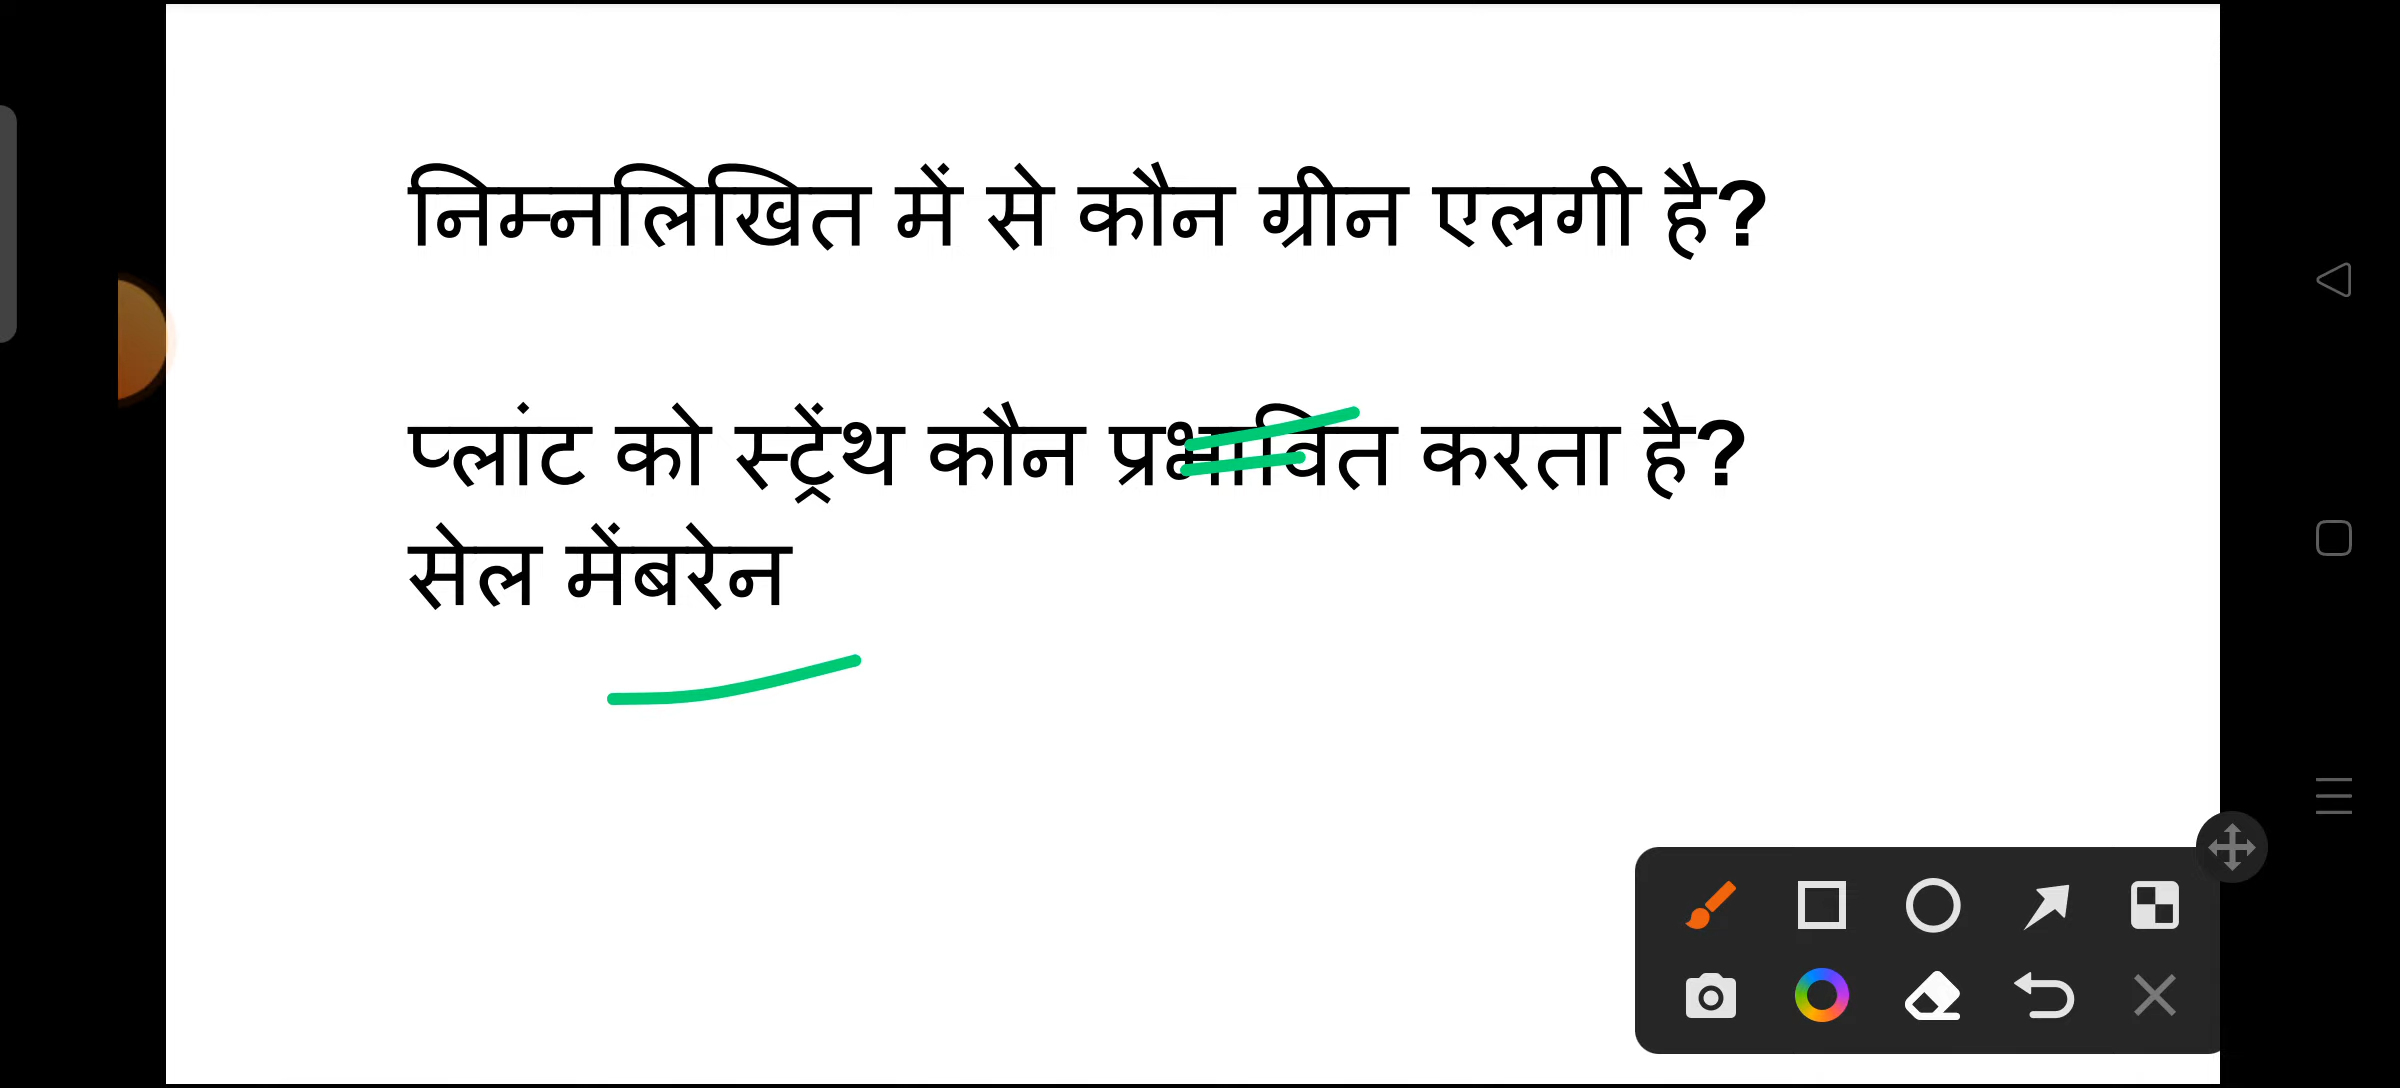 निम्नलिखित में से कौन ग्रीन एलगी है?
प्लांट को स्ट्रेंथ कौन प्रभावित करता है?
सेल मेंबरेन